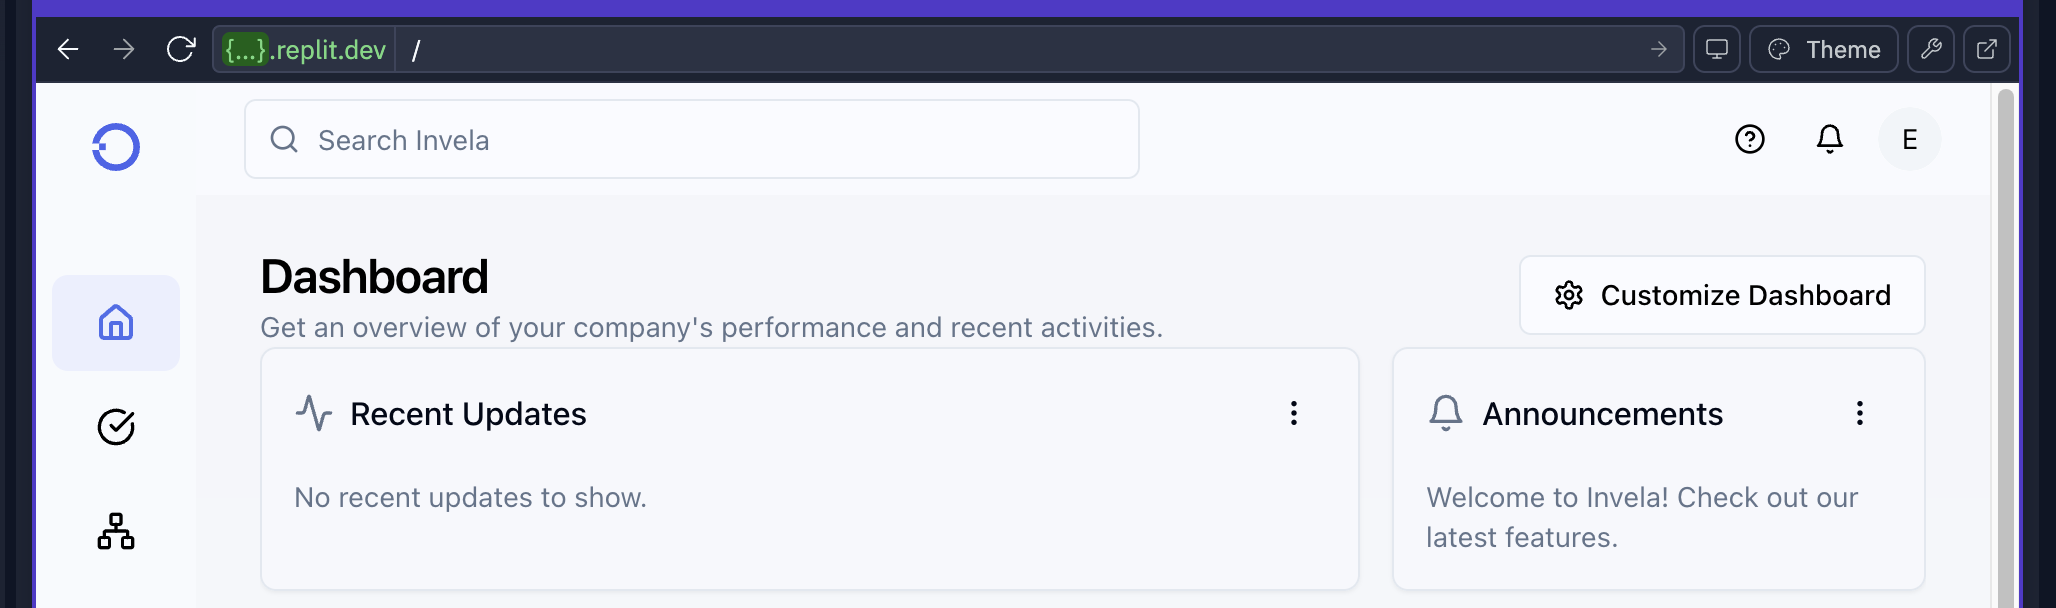 {...}.replit.dev /
Theme
Search Invela
E
Dashboard
Customize Dashboard
Get an overview of your company's performance and recent activities.
Recent Updates
No recent updates to show.
Announcements
Welcome to Invela! Check out our
latest features.